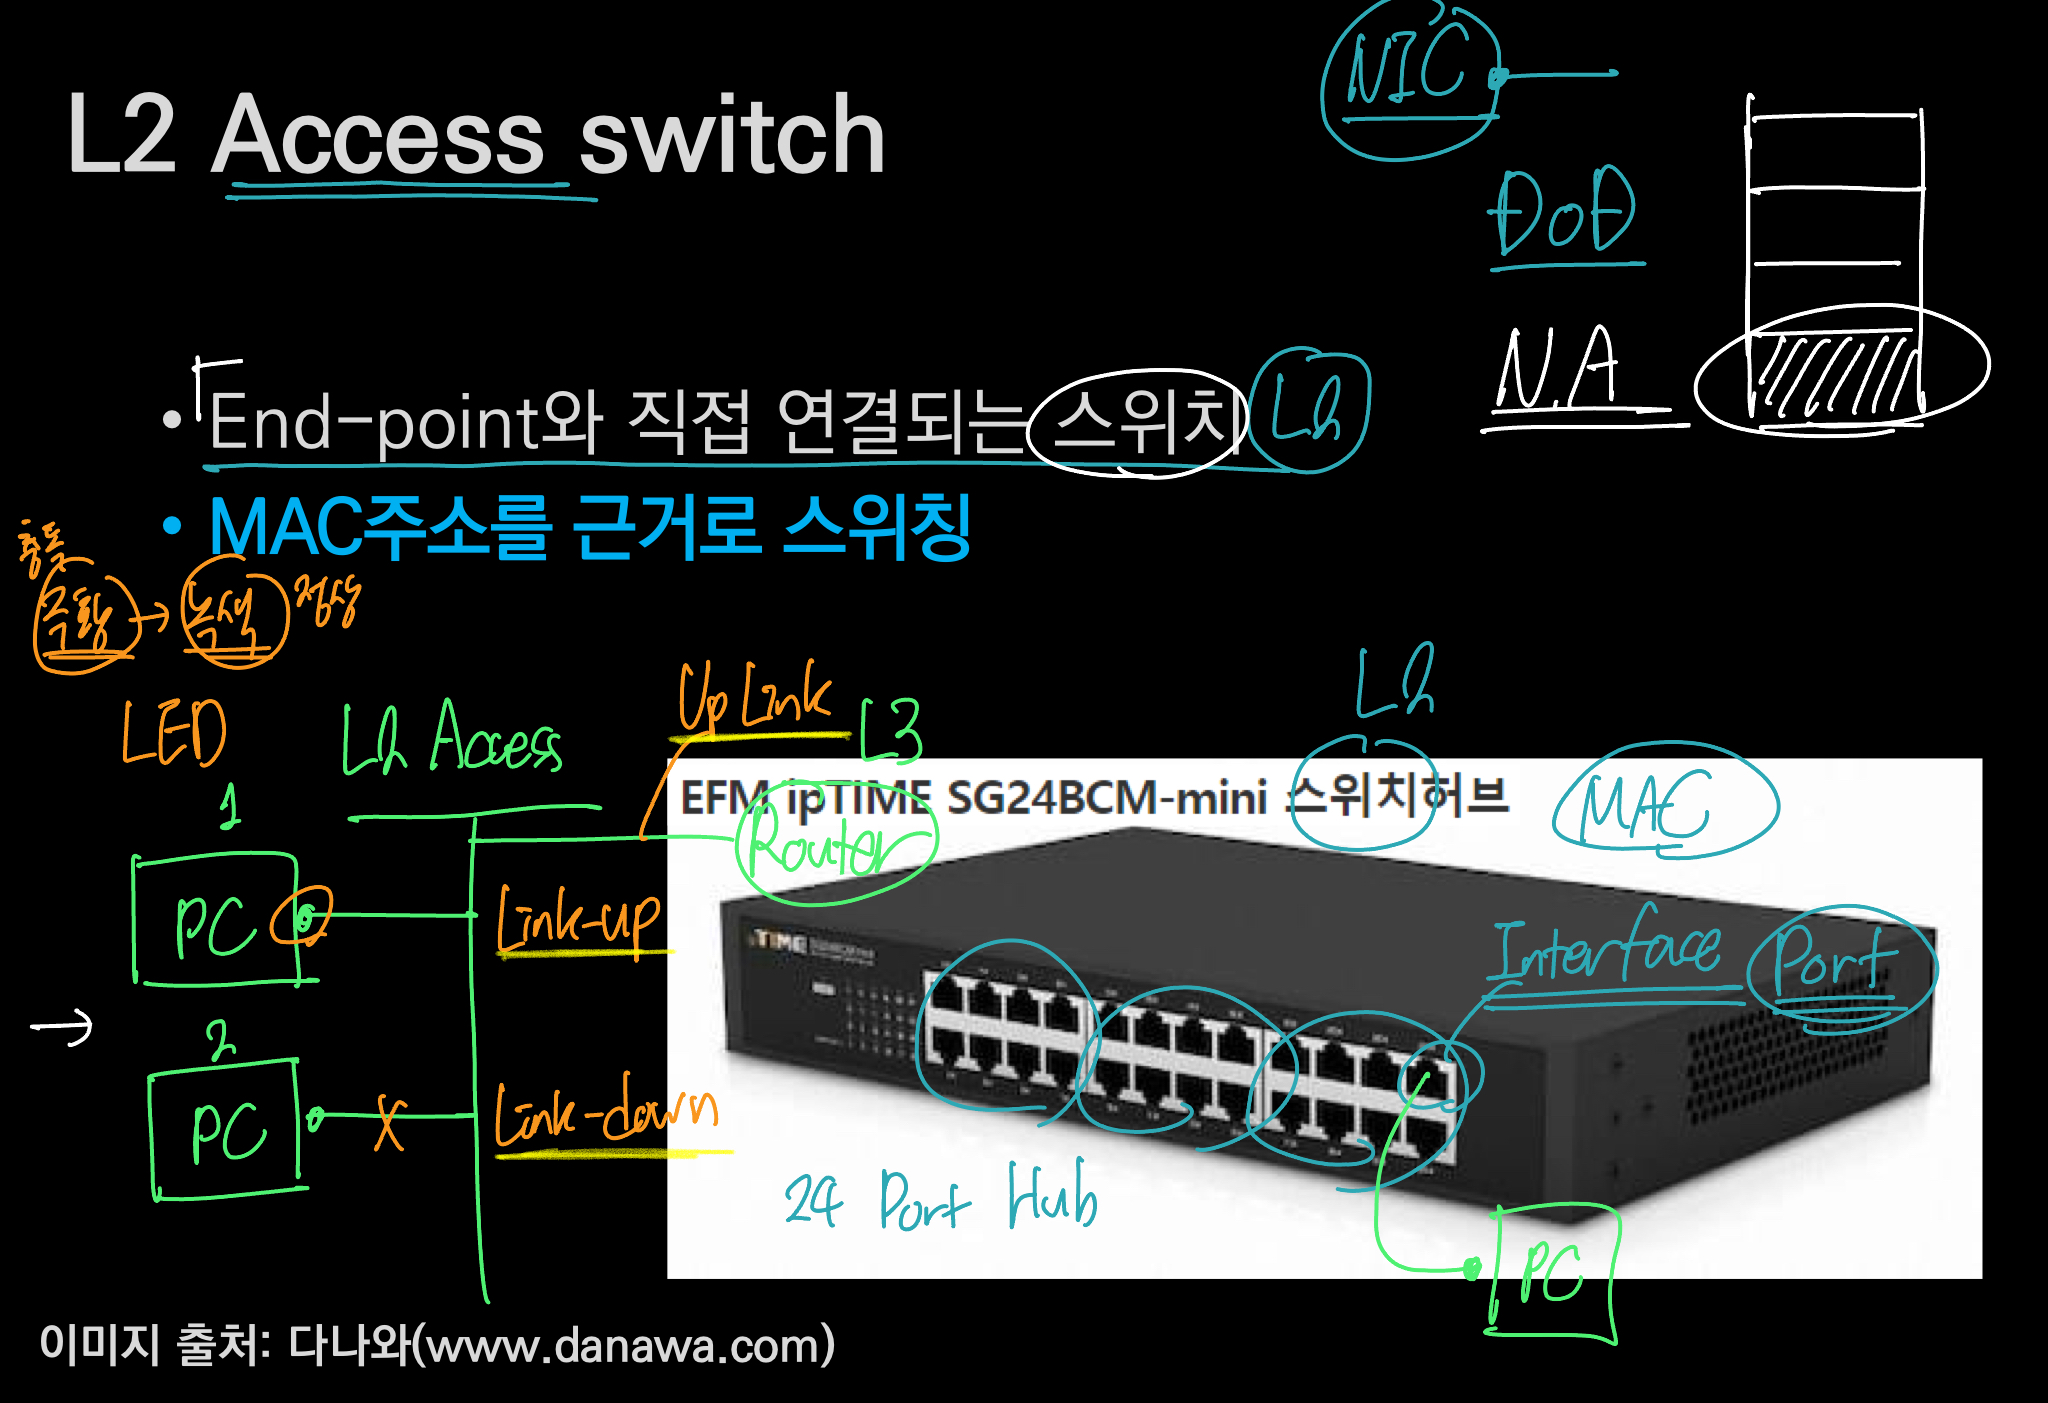 NIC
L2 Access switch
DoD
N.A
• End-point와 직접 연결되는 스위치 L2
• MAC주소를 근거로 스위칭
충돌
주황 → 녹색 정상
LED
L2 Access
Up Link
L3
L2
EFM ipTIME SG24BCM-mini 스위치허브
MAC
Router
1
PC
Link-up
Interface Port
ipTIME
2
PC
X
Link-down
24 Port Hub
PC
이미지 출처: 다나와(www.danawa.com)